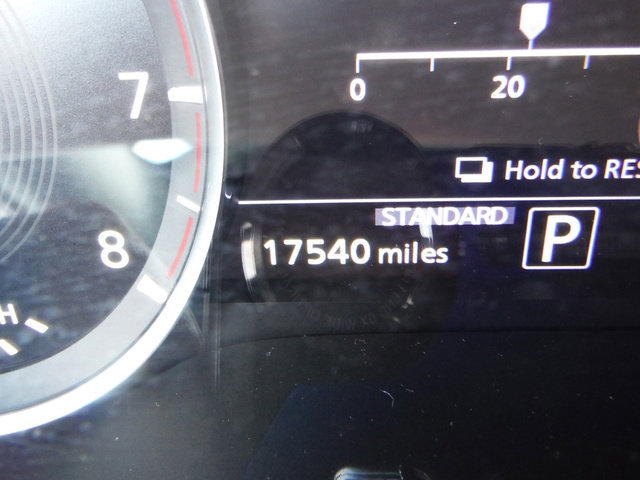 7
8
H
0 20
Hold to RES
STANDARD
17540 miles
P